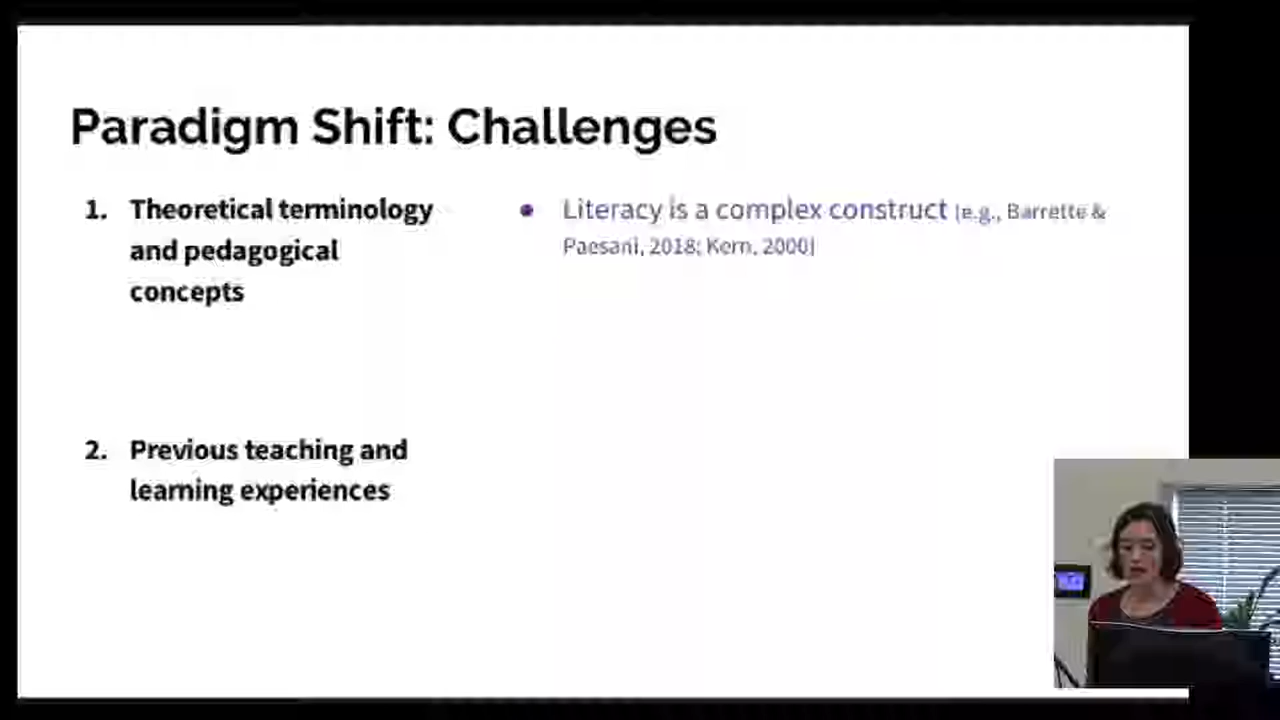 Paradigm Shift: Challenges
1. Theoretical terminology
and pedagogical
concepts
• Literacy is a complex construct (e.g., Barrette &
Paesani, 2018; Kern, 2000)
2. Previous teaching and
learning experiences